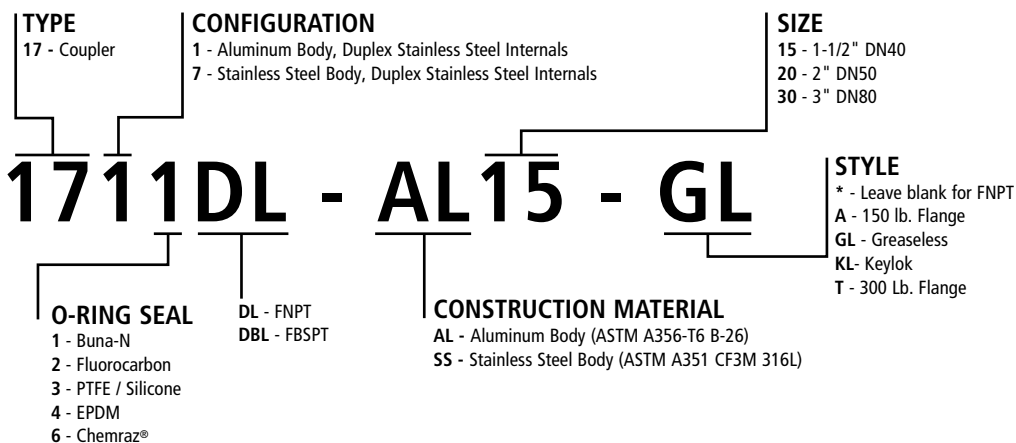 TYPE
17 - Coupler
CONFIGURATION
1 - Aluminum Body, Duplex Stainless Steel Internals
7 - Stainless Steel Body, Duplex Stainless Steel Internals
SIZE
15 - 1-1/2" DN40
20 - 2" DN50
30 - 3" DN80
1711DL - AL15 - GL
STYLE
* - Leave blank for FNPT
A - 150 lb. Flange
GL - Greaseless
KL- Keylok
T - 300 Lb. Flange
O-RING SEAL
1 - Buna-N
2 - Fluorocarbon
3 - PTFE / Silicone
4 - EPDM
6 - Chemraz®
DL - FNPT
DBL - FBSPT
CONSTRUCTION MATERIAL
AL - Aluminum Body (ASTM A356-T6 B-26)
SS - Stainless Steel Body (ASTM A351 CF3M 316L)